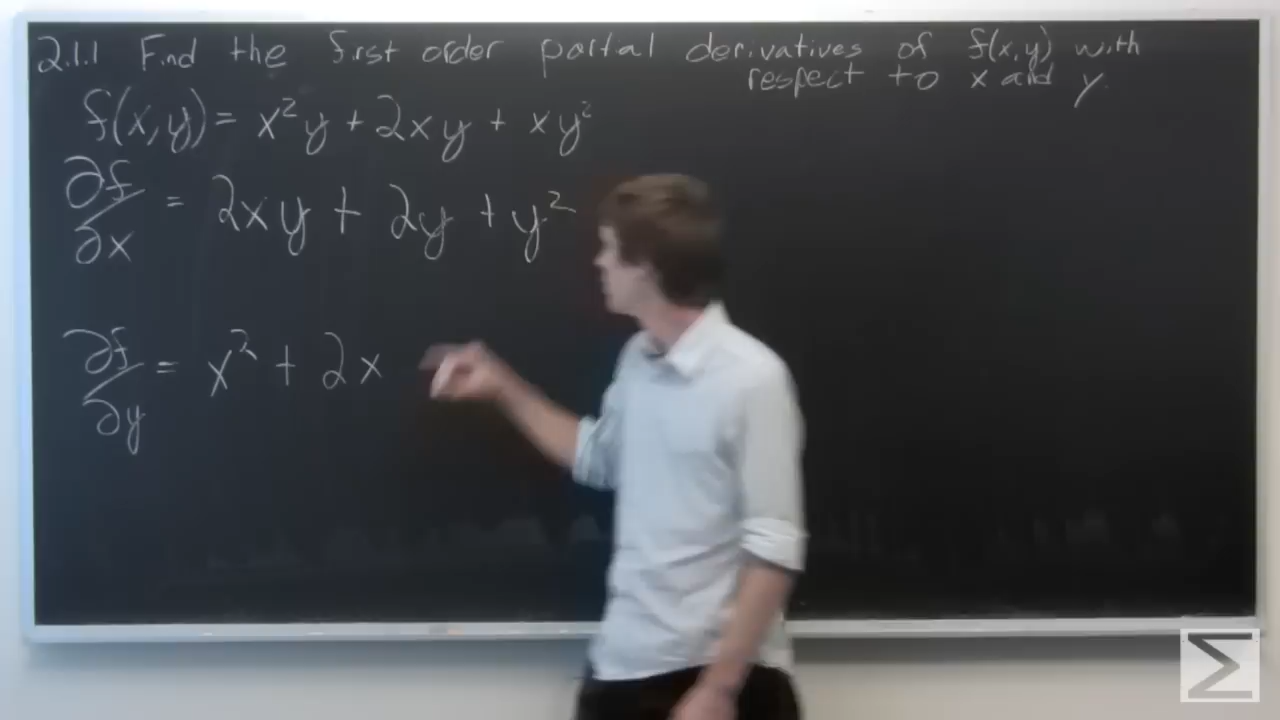 2.1.1 Find the first order partial derivatives of f(x,y) with
respect to x and y.
f(x,y) = x²y + 2xy + xy²
∂f/∂x = 2xy + 2y + y²
∂f/∂y = x² + 2x
Σ